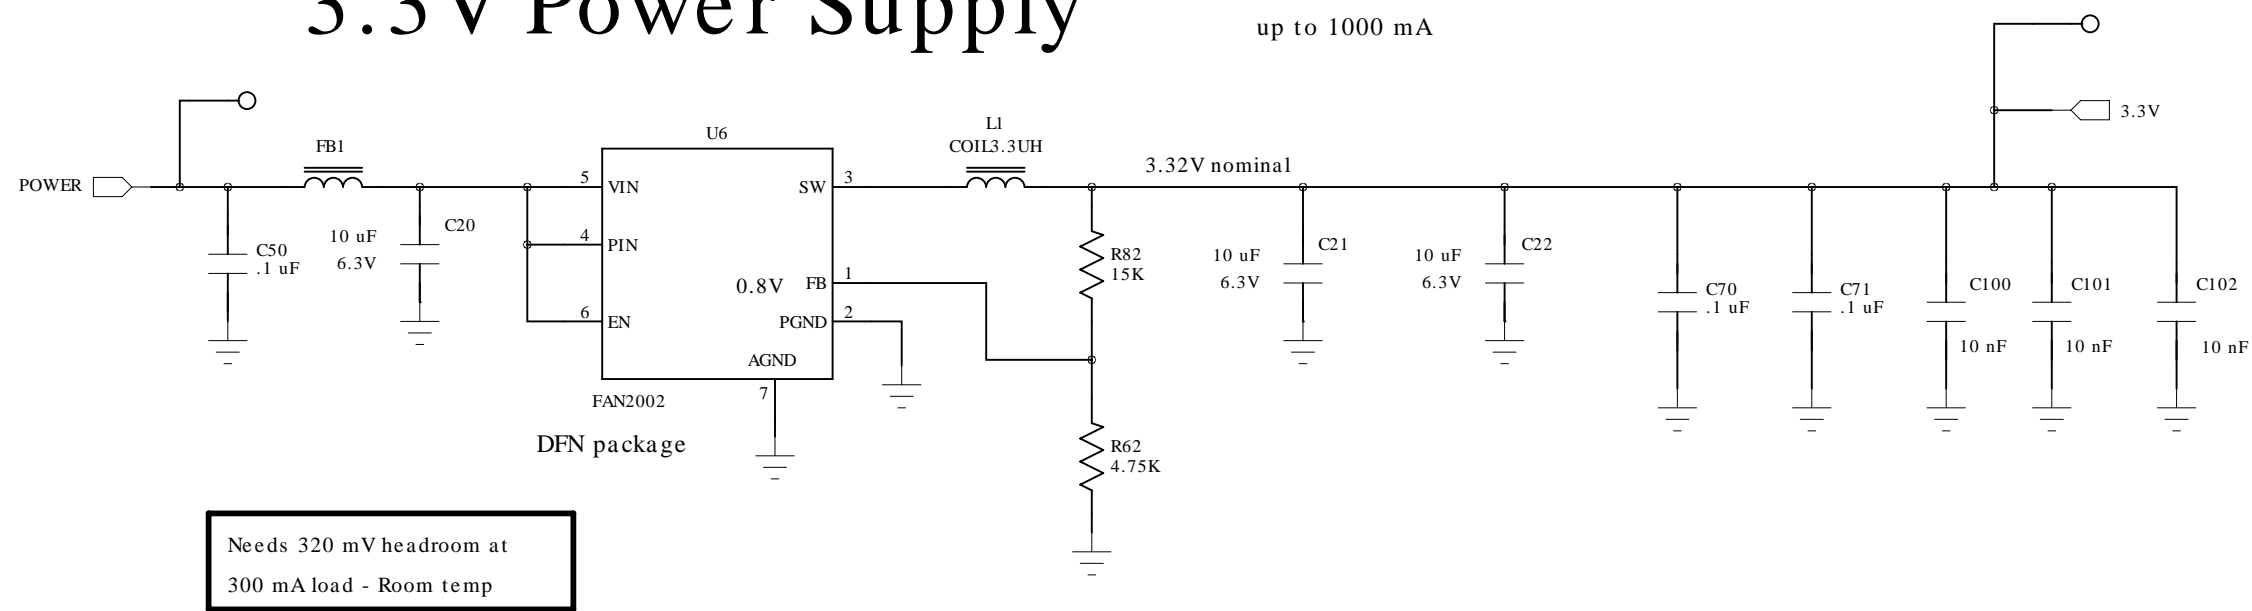 3.3V Power Supply
up to 1000 mA
3.3V
U6
L1
COIL3.3UH
FB1
3.32V nominal
POWER
5
VIN
SW
3
C20
10 uF
6.3V
4
PIN
C50
.1 uF
R82
15K
C21
10 uF
6.3V
C22
10 uF
6.3V
0.8V
FB
1
C70
.1 uF
C71
.1 uF
C100
10 nF
C101
10 nF
C102
10 nF
6
EN
PGND
2
AGND
7
FAN2002
DFN package
R62
4.75K
Needs 320 mV headroom at
300 mA load - Room temp